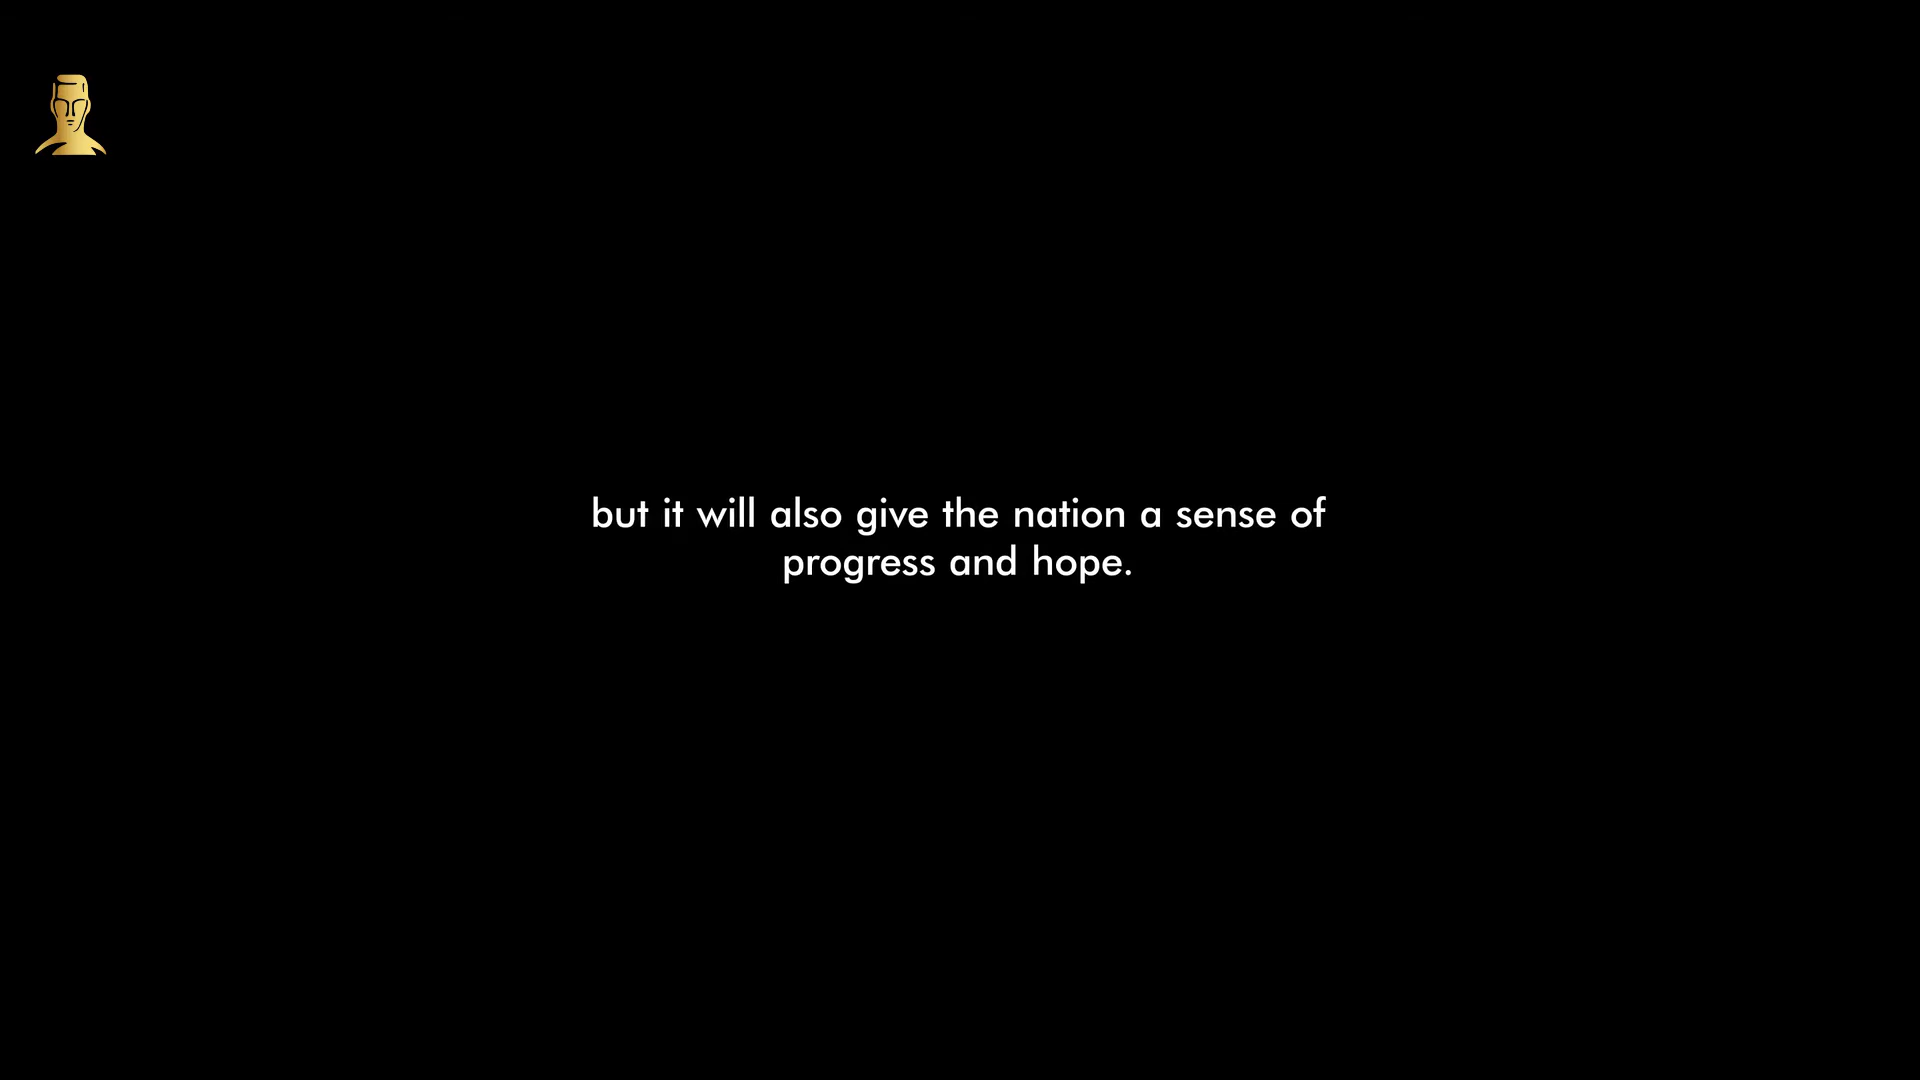 but it will also give the nation a sense of
progress and hope.